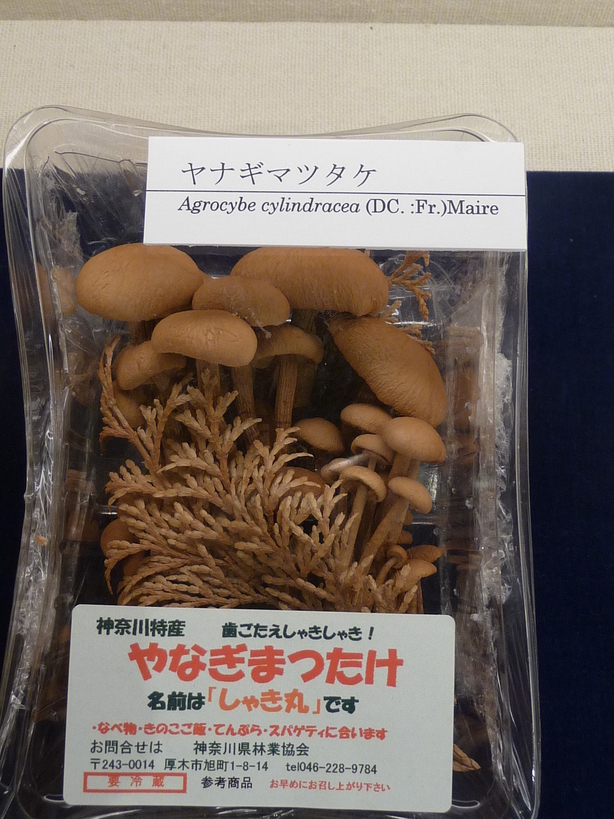 ヤナギマツタケ
Agrocybe cylindracea (DC. :Fr.)Maire
神奈川特産 歯ごたえしゃきしゃき!
やなぎまつたけ
名前は「しゃき丸」です
・なべ物・きのこご飯・てんぷら・スパゲティに合います
お問合せは 神奈川県林業協会
〒243-0014 厚木市旭町1-8-14 tel046-228-9784
要冷蔵 参考商品 お早めにお召し上がり下さい